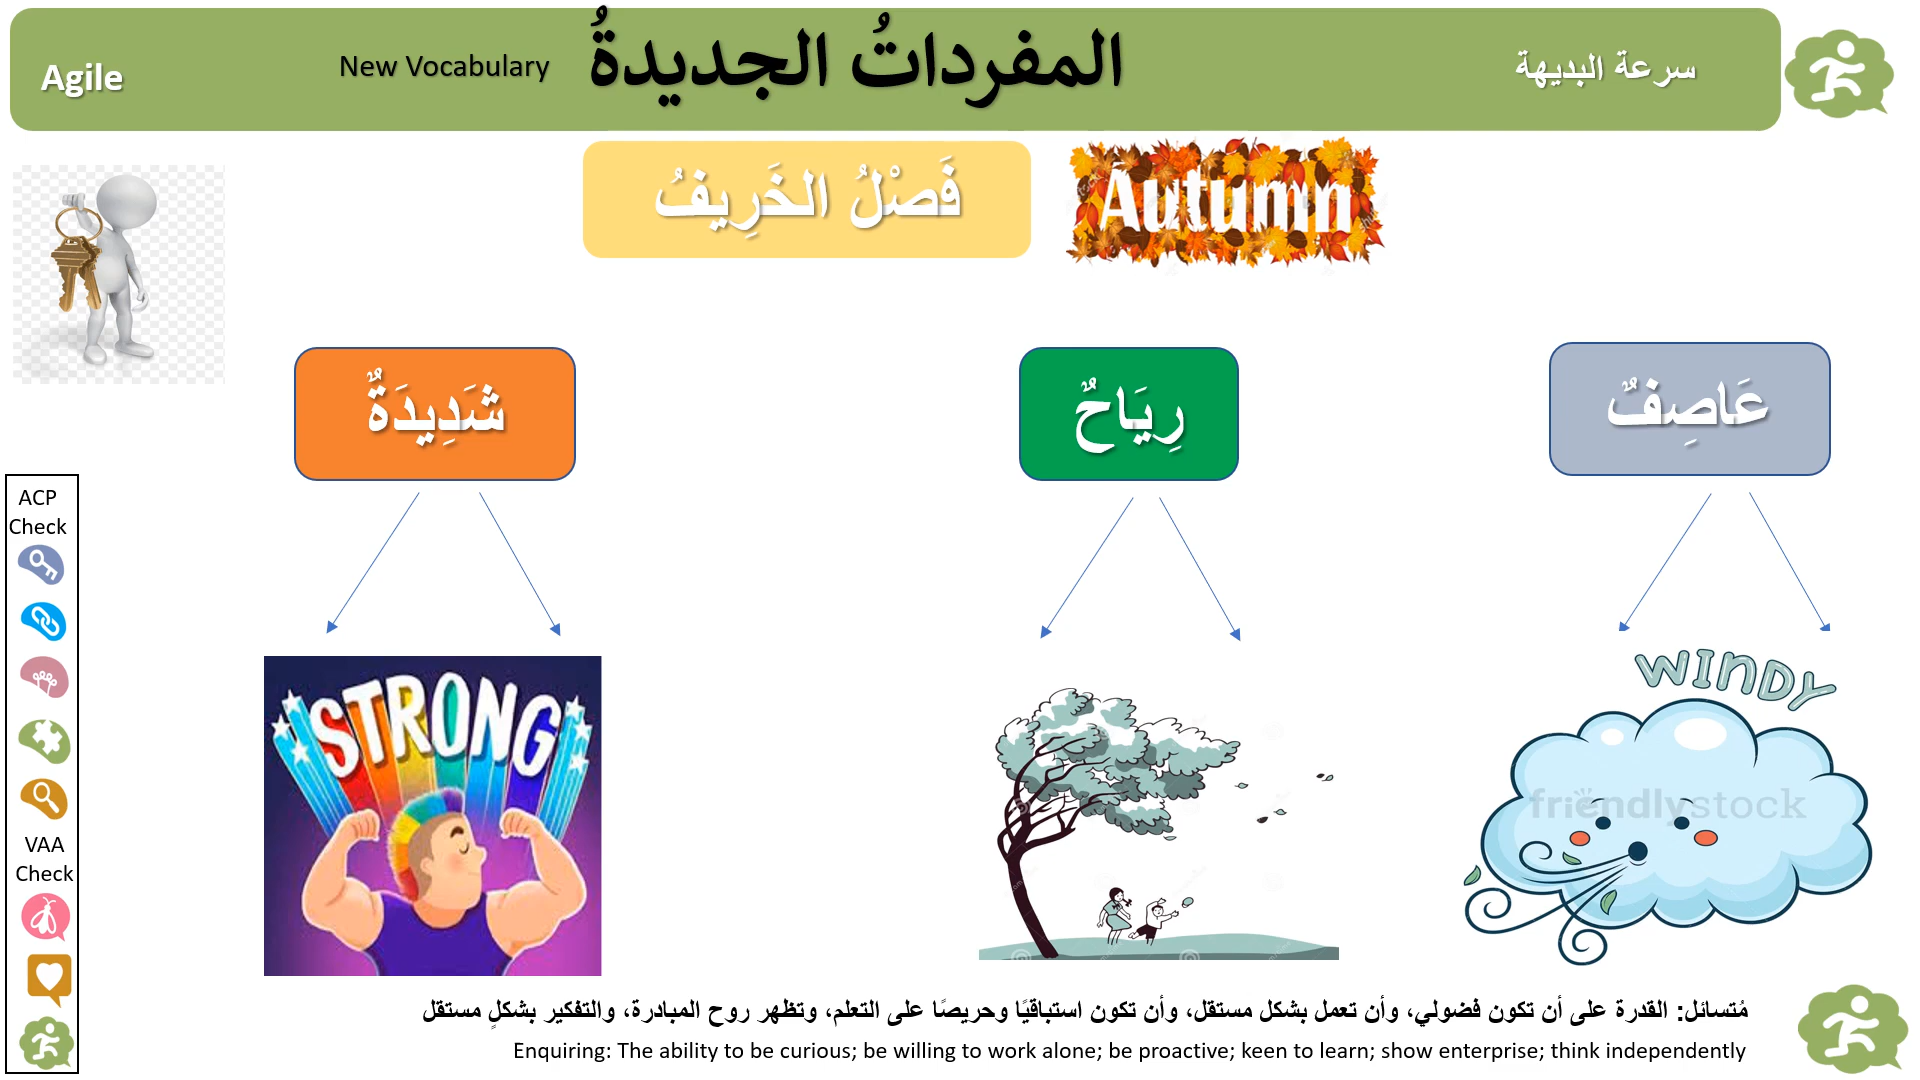 Agile
New Vocabulary
المفرداتُ الجديدةُ
سرعة البديهة
فَصْلُ الخَرِيفُ
Autumn
عَاصِفٌ
رِيَاحٌ
شَدِيدَةٌ
WINDY
friendlystock
STRONG
ACP
Check
VAA
Check
مُتسائل: القدرة على أن تكون فضولي، وأن تعمل بشكل مستقل، وأن تكون استباقيًا وحريصًا على التعلم، وتظهر روح المبادرة، والتفكير بشكلٍ مستقل
Enquiring: The ability to be curious; be willing to work alone; be proactive; keen to learn; show enterprise; think independently